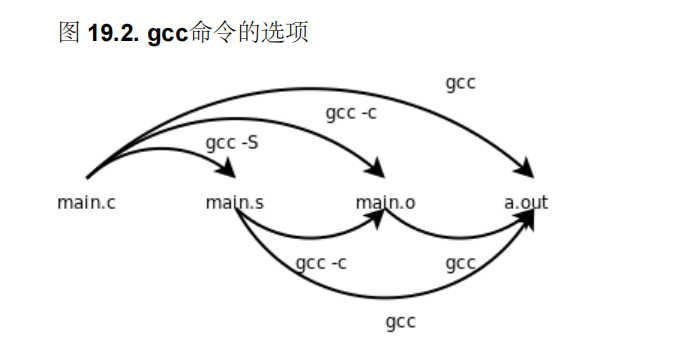 图 19.2. gcc命令的选项
gcc
gcc -c
gcc -S
main.c main.s main.o a.out
gcc -c gcc
gcc